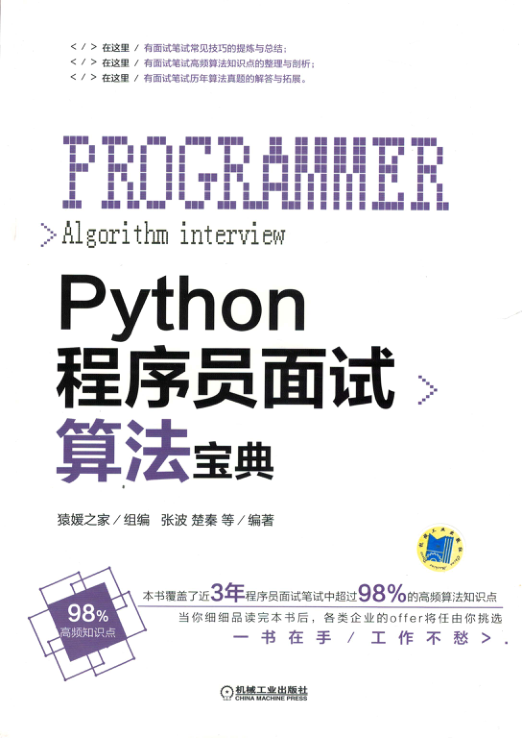 </> 在这里 / 有面试笔试常见技巧的提炼与总结；
</> 在这里 / 有面试笔试高频算法知识点的整理与剖析；
</> 在这里 / 有面试笔试历年算法真题的解答与拓展。
PROGRAMMER
> Algorithm interview
Python
程序员面试 >
算法宝典
猿媛之家／组编 张波 楚秦 等／编著
本书覆盖了近3年程序员面试笔试中超过98%的高频算法知识点
当你细细品读完本书后，各类企业的offer将任由你挑选
一书在手 / 工作不愁 > .
98%
高频知识点
机械工业出版社
CHINA MACHINE PRESS